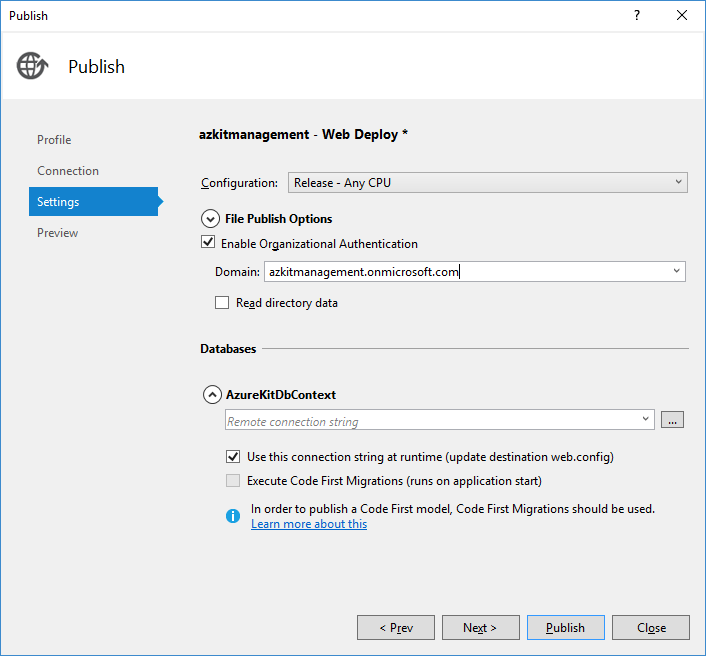 Publish
?
Publish
Profile
Connection
Settings
Preview
azkitmanagement - Web Deploy *
Configuration: Release - Any CPU
File Publish Options
Enable Organizational Authentication
Domain: azkitmanagement.onmicrosoft.com
Read directory data
Databases
AzureKitDbContext
Remote connection string
...
Use this connection string at runtime (update destination web.config)
Execute Code First Migrations (runs on application start)
In order to publish a Code First model, Code First Migrations should be used.
Learn more about this
< Prev
Next >
Publish
Close